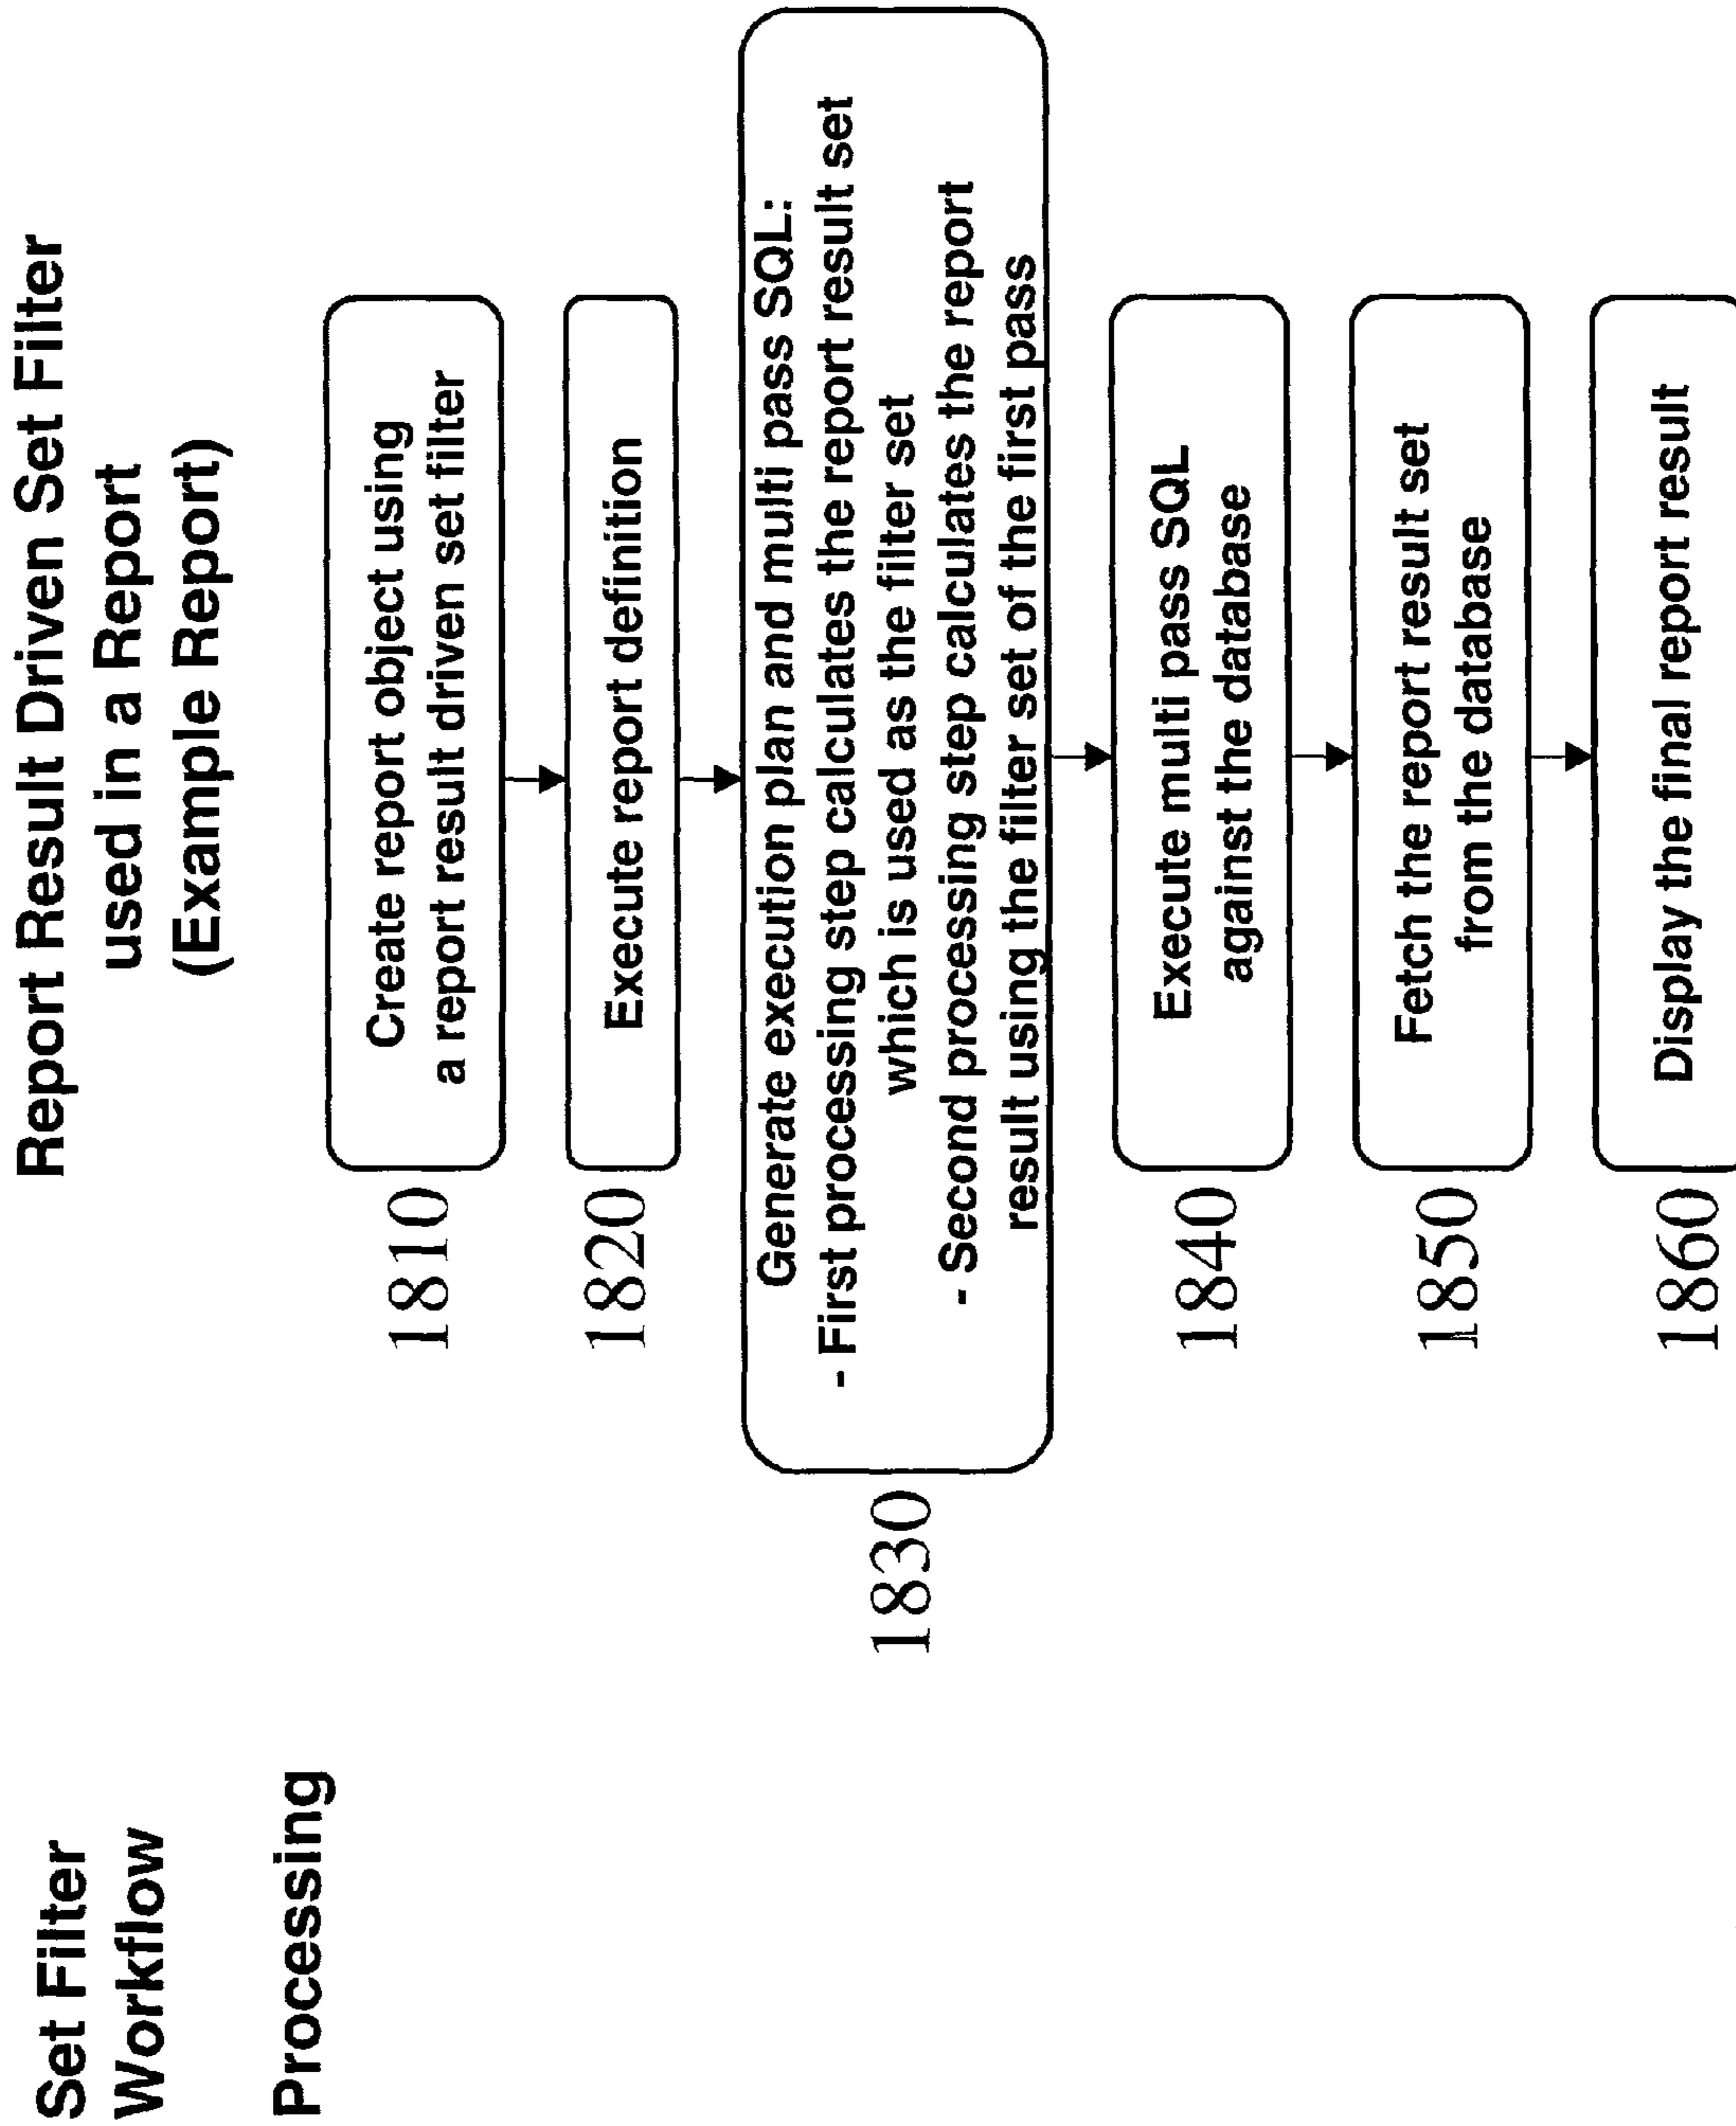 Set Filter
Workflow
Processing
Report Result Driven Set Filter
used in a Report
(Example Report)
1810
Create report object using
a report result driven set filter
1820
Execute report definition
1830
Generate execution plan and multi pass SQL:
- First processing step calculates the report result set
which is used as the filter set
- Second processing step calculates the report
result using the filter set of the first pass
1840
Execute multi pass SQL
against the database
1850
Fetch the report result set
from the database
1860
Display the final report result